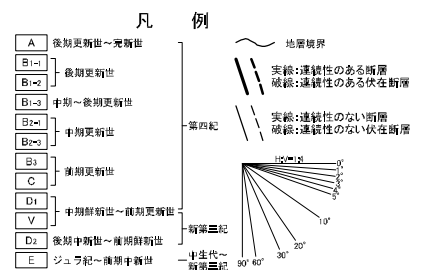 凡 例
A 後期更新世～完新世
B1-1
B1-2
後期更新世
B1-3 中期～後期更新世
B2-1
B2-3
中期更新世
B3
C
前期更新世
D1
V
中期鮮新世～前期更新世
D2 後期中新世～前期鮮新世
E ジュラ紀～前期中新世
第四紀
新第三紀
中生代～
新第三紀
地層境界
実線：連続性のある断層
破線：連続性のある伏在断層
実線：連続性のない断層
破線：連続性のない伏在断層
H:V=1:4
0°
1°
2°
3°
4°
5°
10°
20°
30°
60°
90°